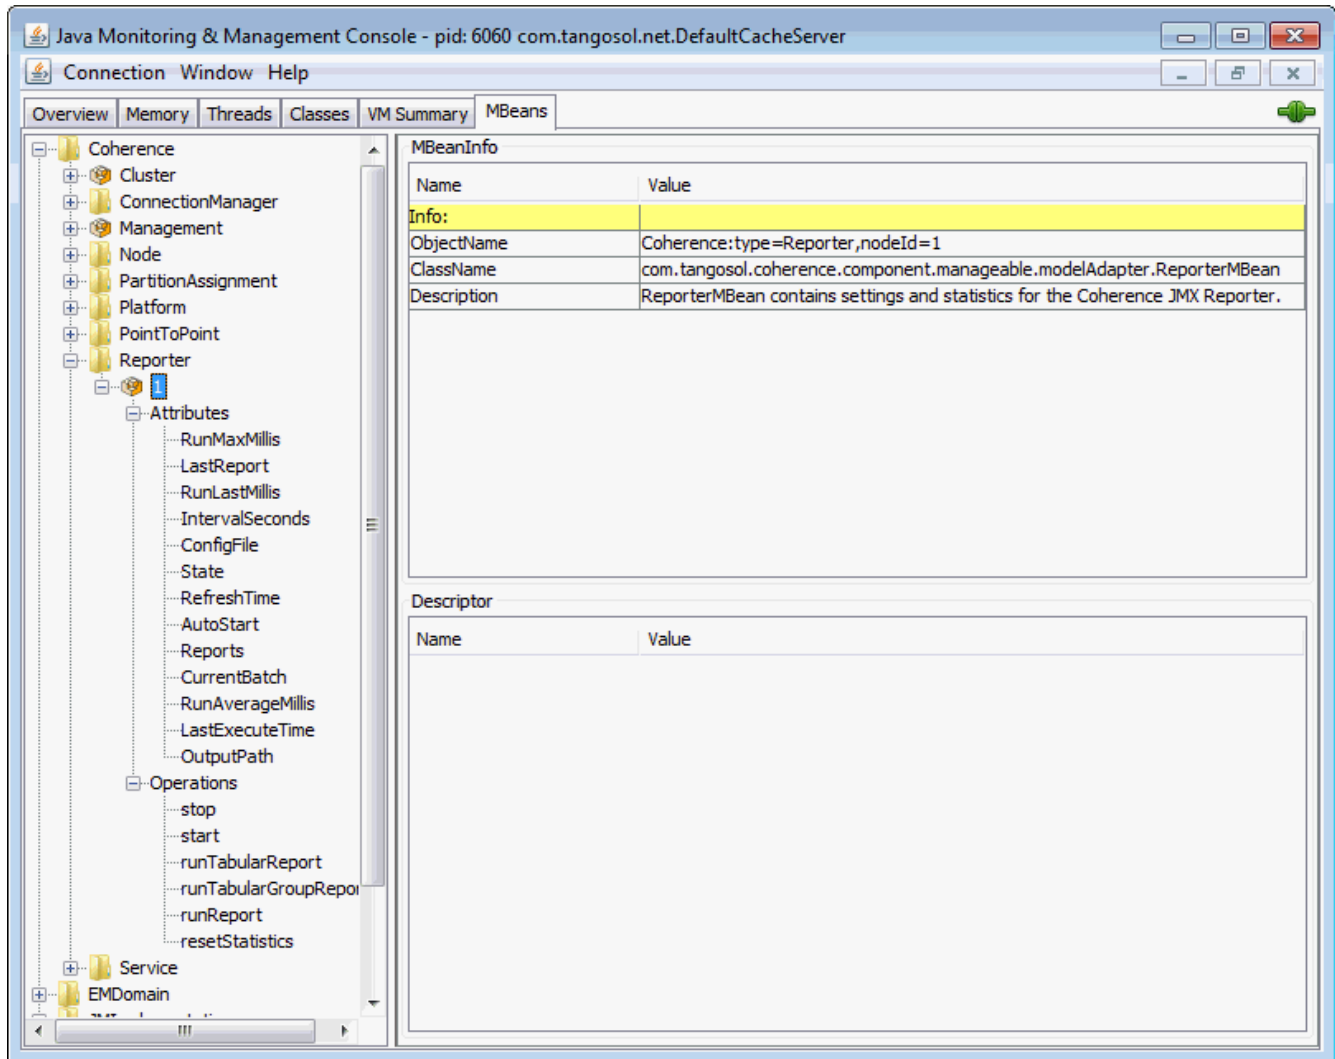 Java Monitoring & Management Console - pid: 6060 com.tangosol.net.DefaultCacheServer
Connection Window Help
Overview Memory Threads Classes VM Summary MBeans
Coherence
Cluster
ConnectionManager
Management
Node
PartitionAssignment
Platform
PointToPoint
Reporter
1
Attributes
RunMaxMillis
LastReport
RunLastMillis
IntervalSeconds
ConfigFile
State
RefreshTime
AutoStart
Reports
CurrentBatch
RunAverageMillis
LastExecuteTime
OutputPath
Operations
stop
start
runTabularReport
runTabularGroupRepor
runReport
resetStatistics
Service
EMDomain
MBeanInfo
Name Value
Info:
ObjectName Coherence:type=Reporter,nodeId=1
ClassName com.tangosol.coherence.component.manageable.modelAdapter.ReporterMBean
Description ReporterMBean contains settings and statistics for the Coherence JMX Reporter.
Descriptor
Name Value